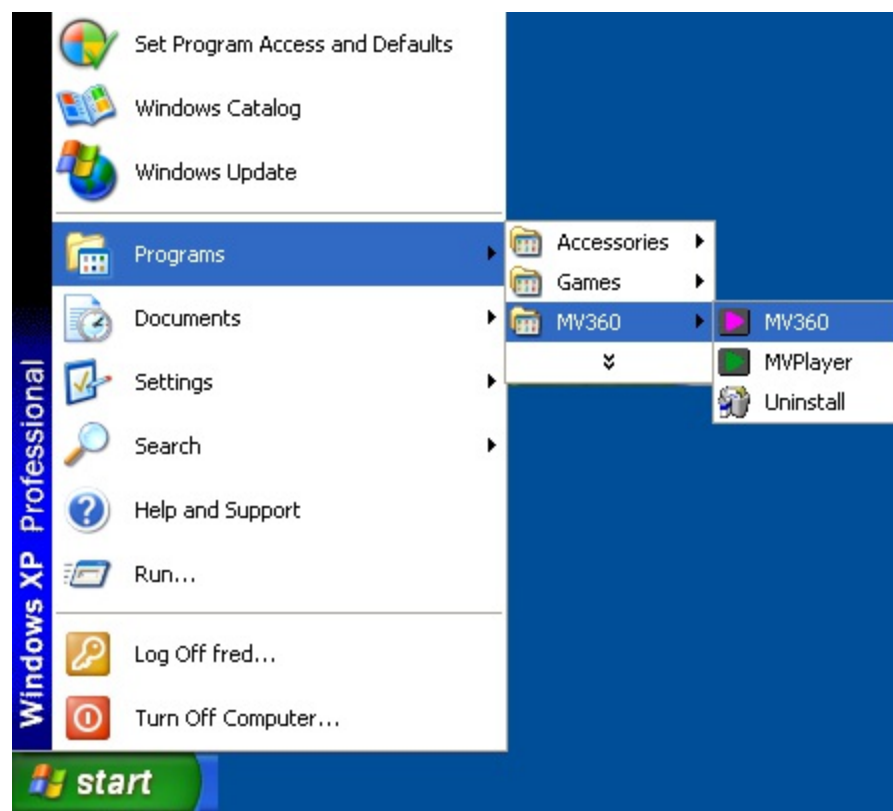 Set Program Access and Defaults
Windows Catalog
Windows Update
Programs
Documents
Settings
Search
Help and Support
Run...
Log Off fred...
Turn Off Computer...
Accessories
Games
MV360
MV360
MVPlayer
Uninstall
Windows XP Professional
start